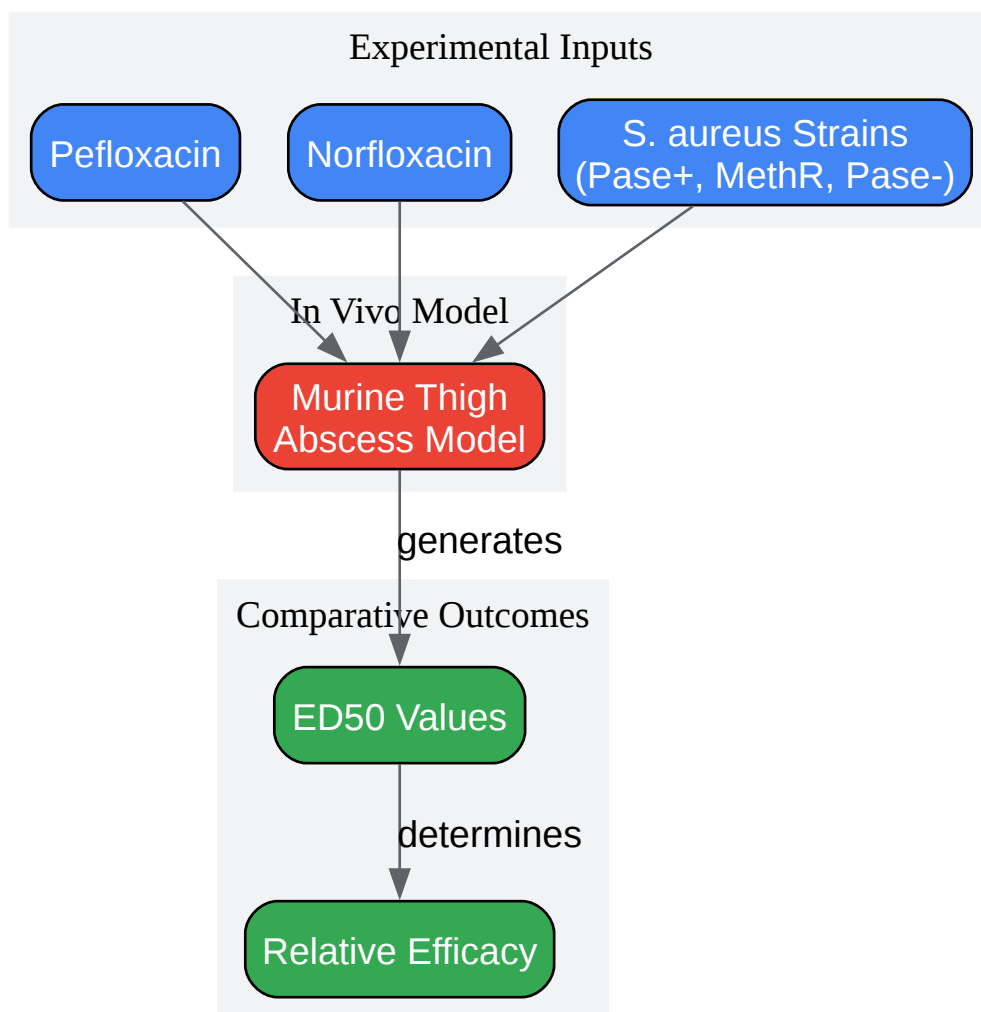 Experimental Inputs
Pefloxacin
Norfloxacin
S. aureus Strains
(Pase+, MethR, Pase-)
In Vivo Model
Murine Thigh
Abscess Model
generates
Comparative Outcomes
ED50 Values
determines
Relative Efficacy